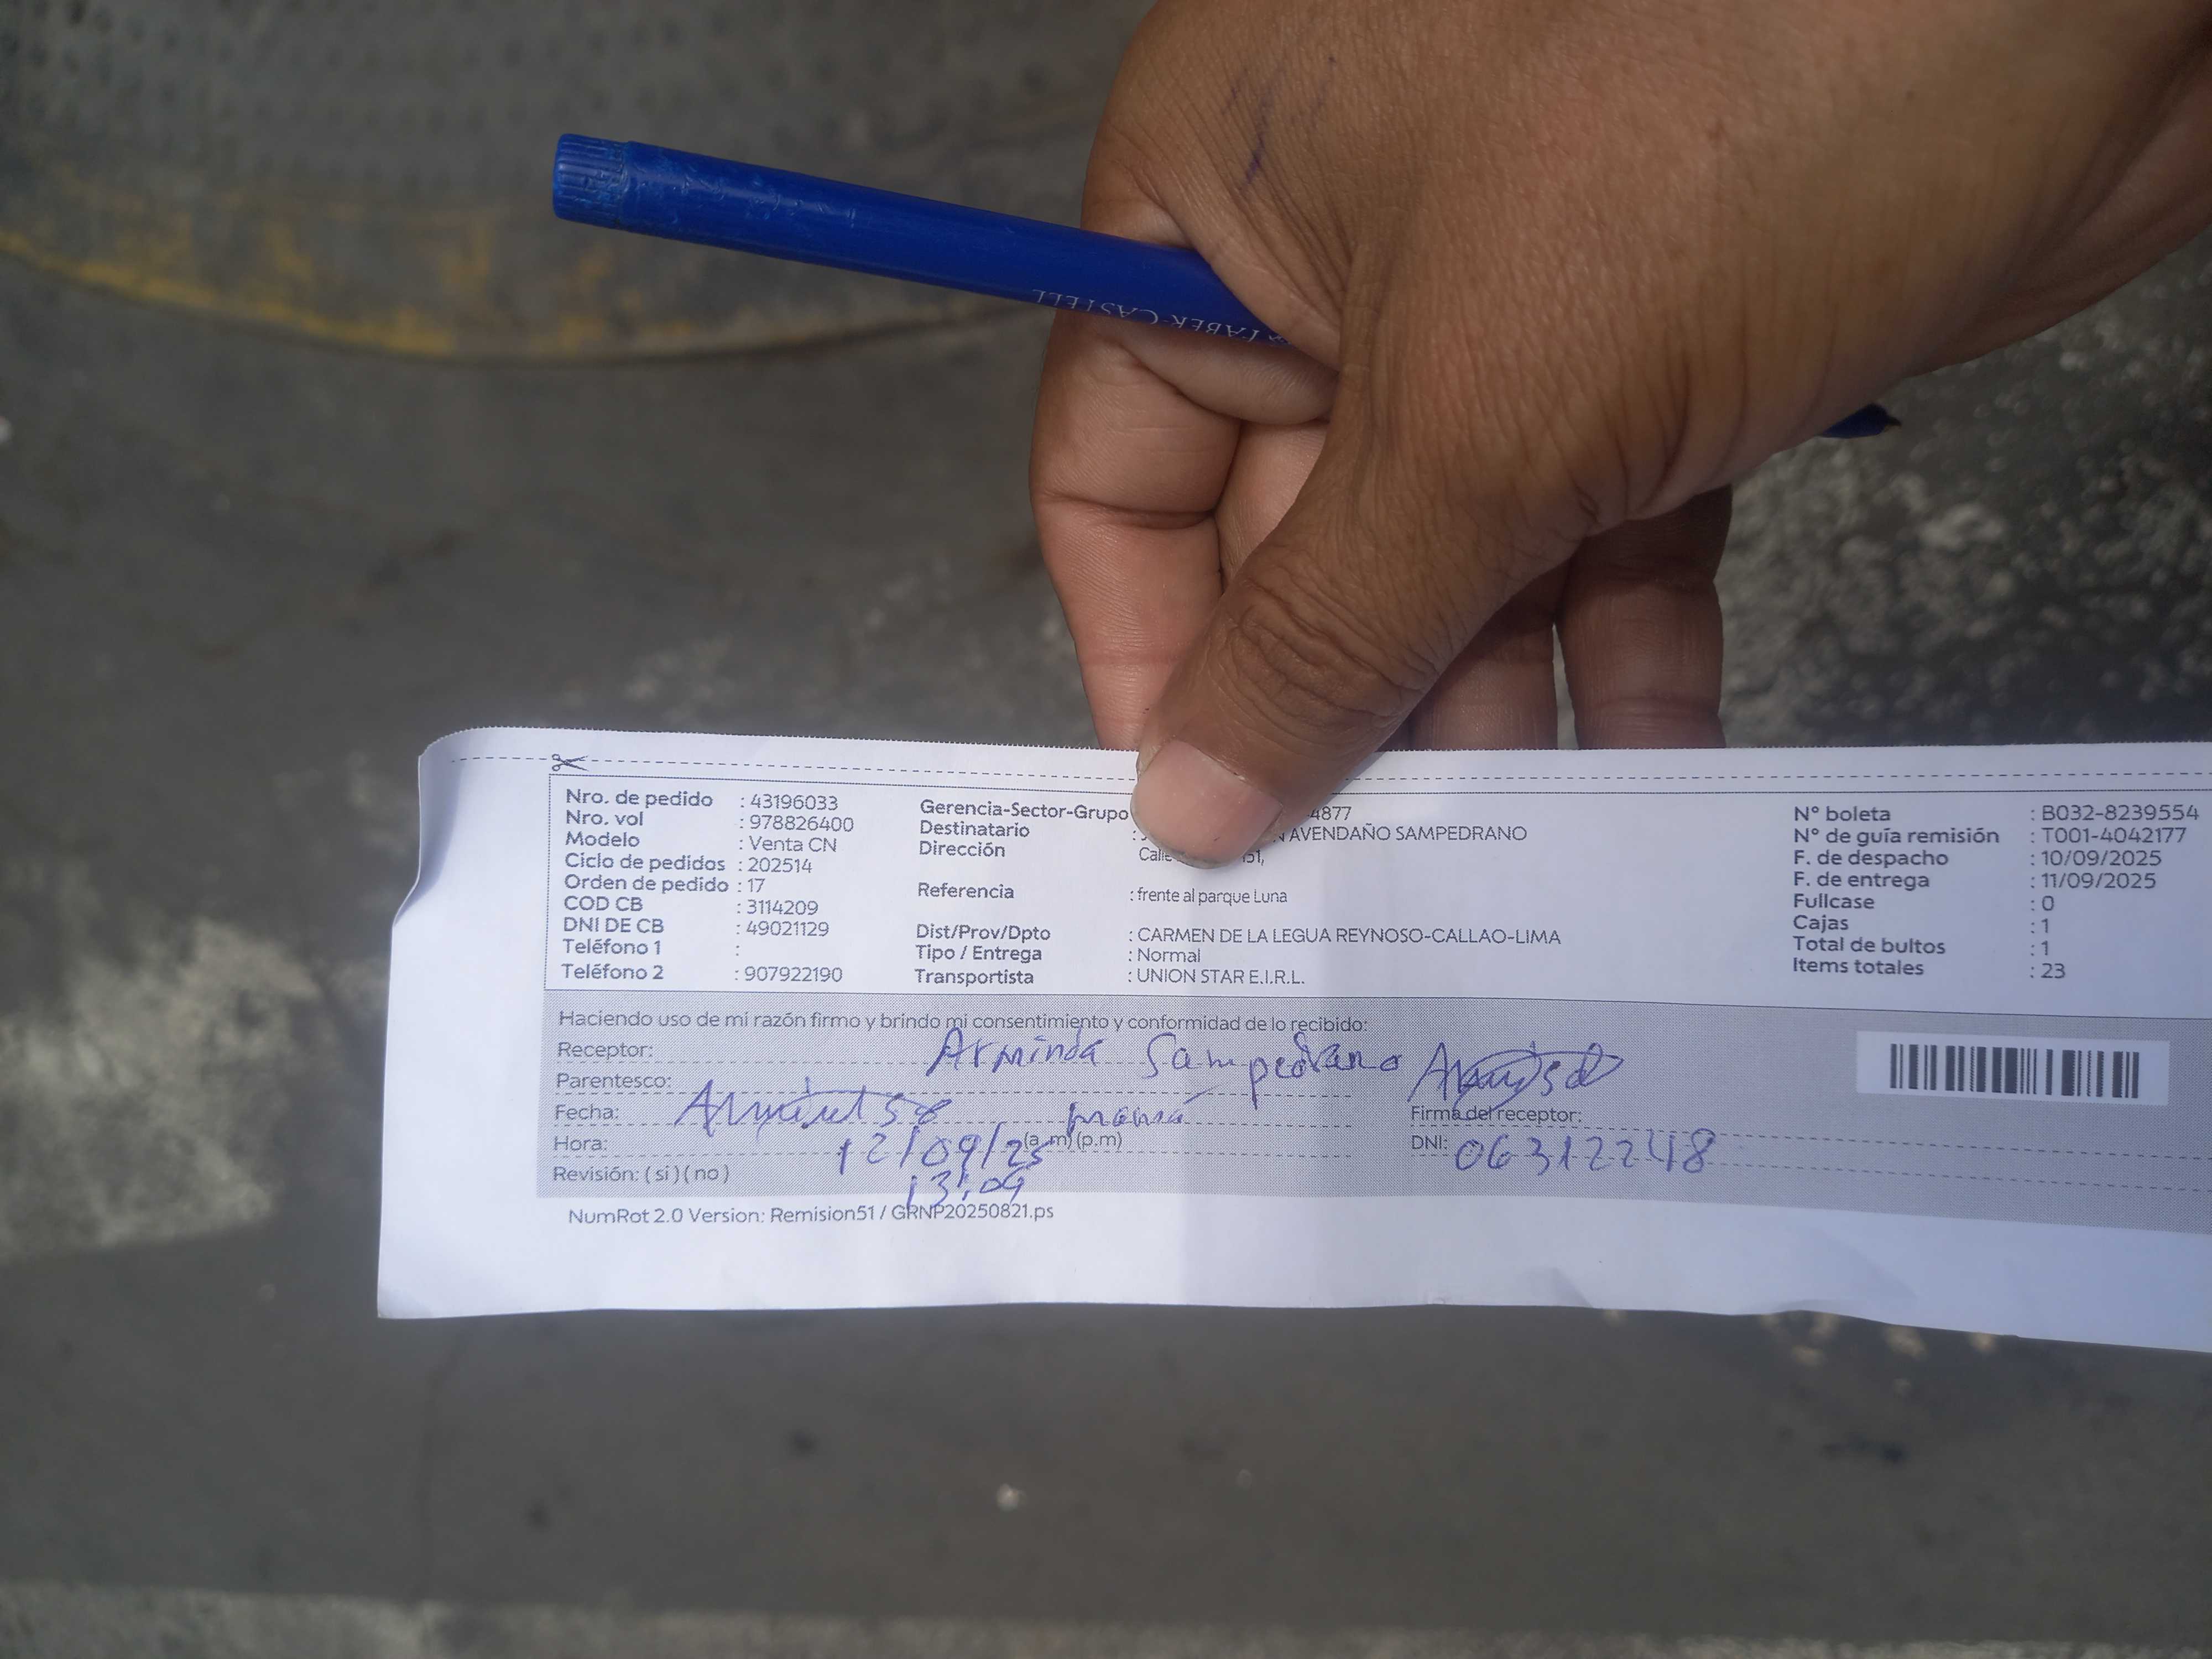 FABER-CASTELL
Nro. de pedido : 43196033
Nro. vol : 978826400
Modelo : Venta CN
Ciclo de pedidos : 202514
Orden de pedido : 17
COD CB : 3114209
DNI DE CB : 49021129
Teléfono 1 :
Teléfono 2 : 907922190
Gerencia-Sector-Grupo 4877
Destinatario : AVENDAÑO SAMPEDRANO
Dirección Calle 151,
Referencia : frente al parque Luna
Dist/Prov/Dpto : CARMEN DE LA LEGUA REYNOSO-CALLAO-LIMA
Tipo / Entrega : Normal
Transportista : UNION STAR E.I.R.L.
N° boleta : B032-8239554
N° de guía remisión : T001-4042177
F. de despacho : 10/09/2025
F. de entrega : 11/09/2025
Fullcase : 0
Cajas : 1
Total de bultos : 1
Items totales : 23
Haciendo uso de mi razón firmo y brindo mi consentimiento y conformidad de lo recibido:
Receptor: Arminda Sampedrano
Parentesco:
Fecha: mamá
Hora: 12/09/25 (a.m)(p.m)
Revisión: ( si ) ( no ) 13:09
Firma del receptor:
DNI: 06312248
NumRot 2.0 Version: Remision51 / GRNP20250821.ps